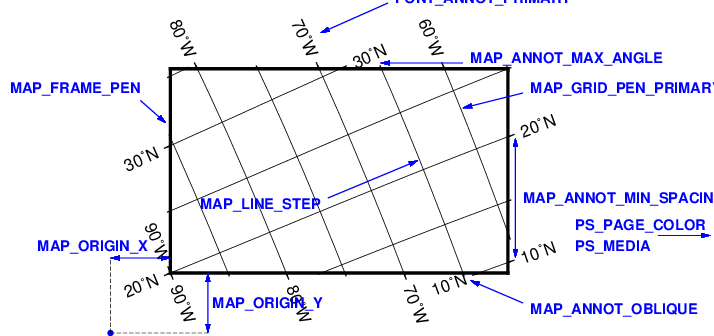 FONT_ANNOT_PRIMARY
80°W
70°W
60°W
30°N
MAP_ANNOT_MAX_ANGLE
MAP_FRAME_PEN
MAP_GRID_PEN_PRIMARY
20°N
30°N
MAP_LINE_STEP
MAP_ANNOT_MIN_SPACIN
PS_PAGE_COLOR
90°W
MAP_ORIGIN_X
PS_MEDIA
10°N
20°N
90°W
MAP_ORIGIN_Y
80°W
70°W
10°N
MAP_ANNOT_OBLIQUE